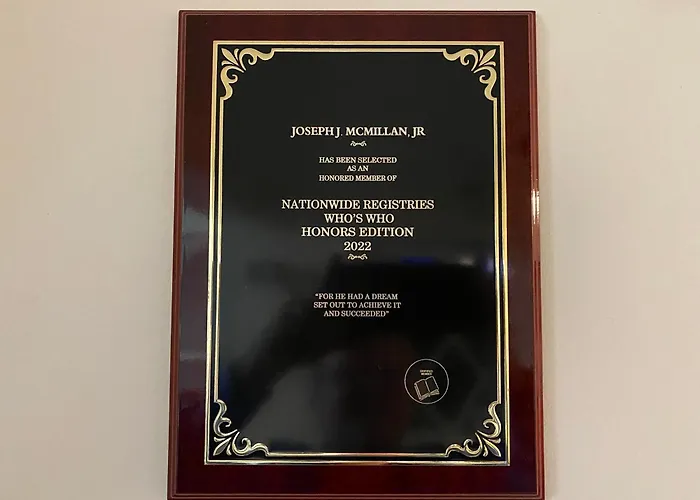 JOSEPH J. MCMILLAN, JR
HAS BEEN SELECTED
AS AN
HONORED MEMBER OF
NATIONWIDE REGISTRIES
WHO'S WHO
HONORS EDITION
2022
"FOR HE HAD A DREAM
SET OUT TO ACHIEVE IT
AND SUCCEEDED"